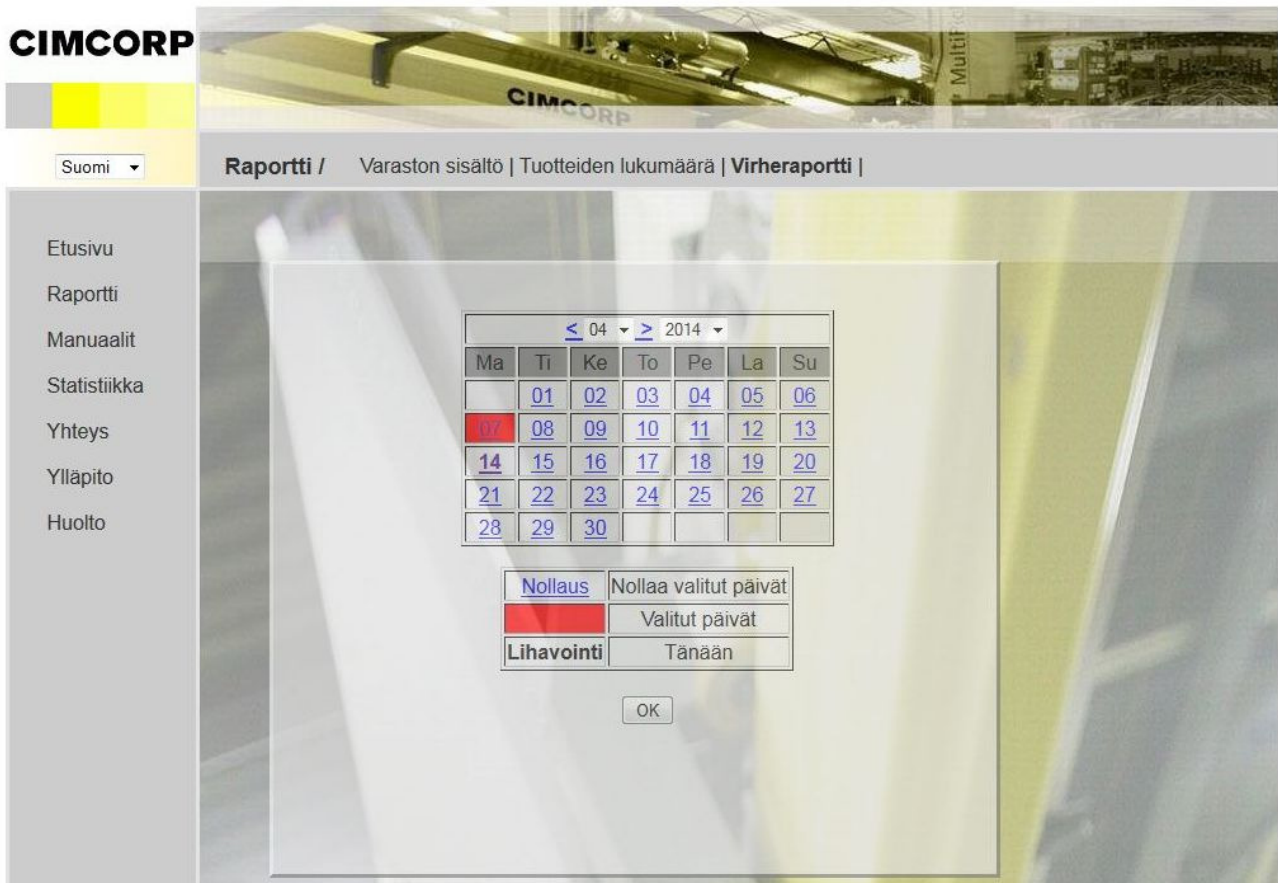 CIMCORP
CIMCORP
Suomi
Raportti / Varaston sisältö | Tuotteiden lukumäärä | Virheraportti |
Etusivu
Raportti
Manuaalit
Statistiikka
Yhteys
Ylläpito
Huolto
< 04 > 2014
Ma Ti Ke To Pe La Su
01 02 03 04 05 06
07 08 09 10 11 12 13
14 15 16 17 18 19 20
21 22 23 24 25 26 27
28 29 30
Nollaus Nollaa valitut päivät
Valitut päivät
Lihavointi Tänään
OK